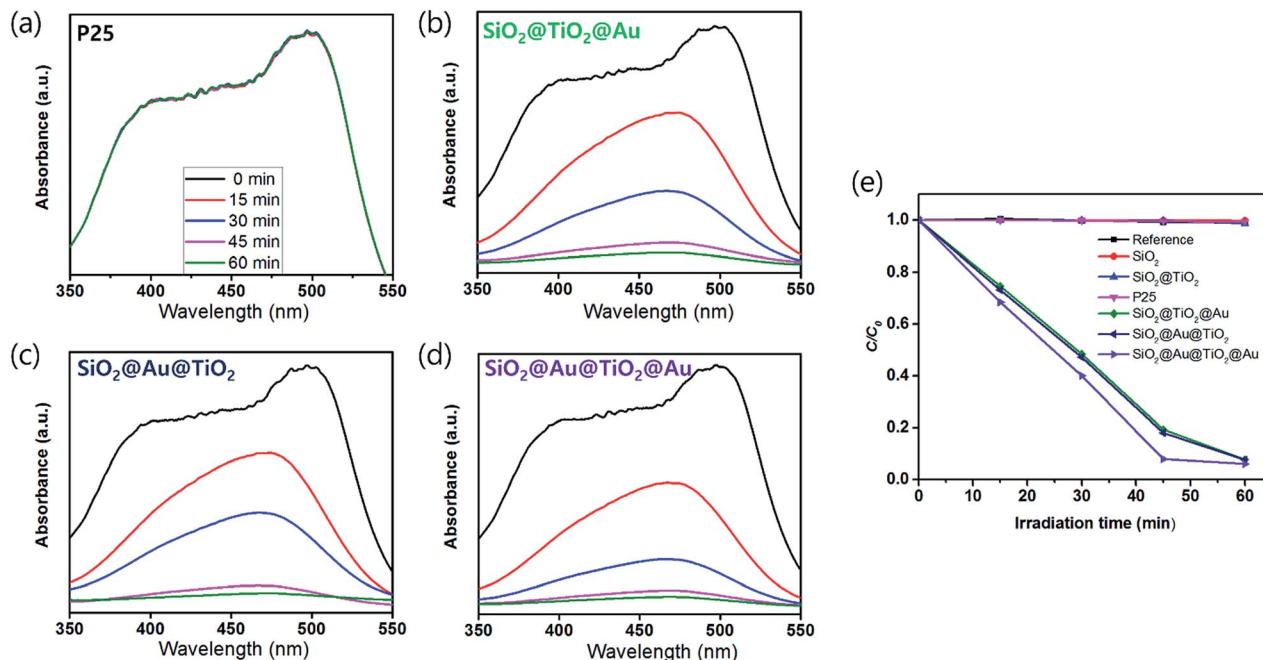 (a)
P25
Absorbance (a.u.)
0 min
15 min
30 min
45 min
60 min
350 400 450 500 550
Wavelength (nm)
(b)
SiO₂@TiO₂@Au
Absorbance (a.u.)
350 400 450 500 550
Wavelength (nm)
(c)
SiO₂@Au@TiO₂
Absorbance (a.u.)
350 400 450 500 550
Wavelength (nm)
(d)
SiO₂@Au@TiO₂@Au
Absorbance (a.u.)
350 400 450 500 550
Wavelength (nm)
(e)
C/C₀
1.0
0.8
0.6
0.4
0.2
0.0
Reference
SiO₂
SiO₂@TiO₂
P25
SiO₂@TiO₂@Au
SiO₂@Au@TiO₂
SiO₂@Au@TiO₂@Au
0 10 20 30 40 50 60
Irradiation time (min)